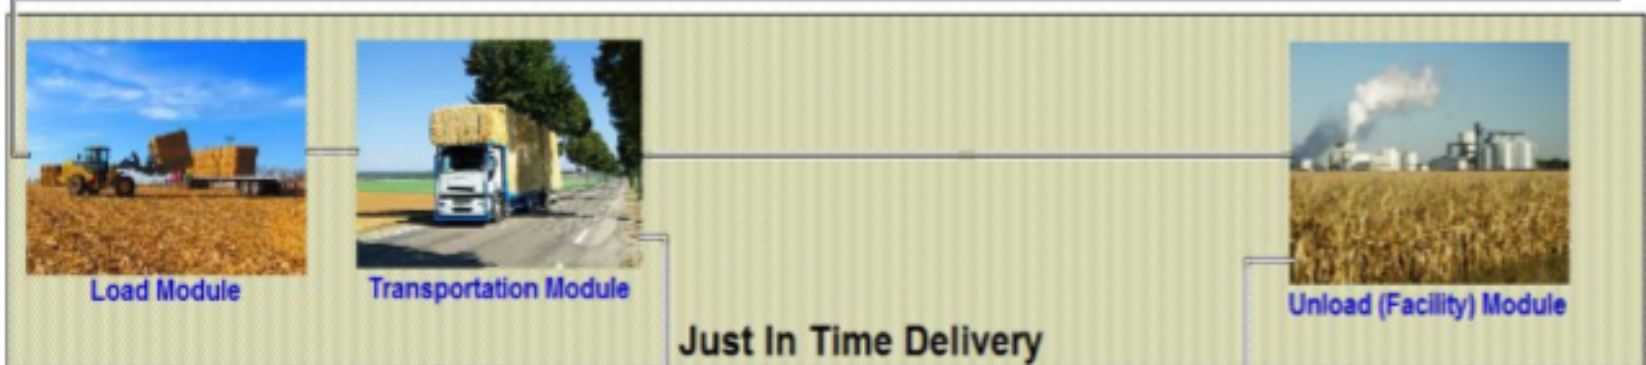 Load Module
Transportation Module
Unload (Facility) Module
Just In Time Delivery